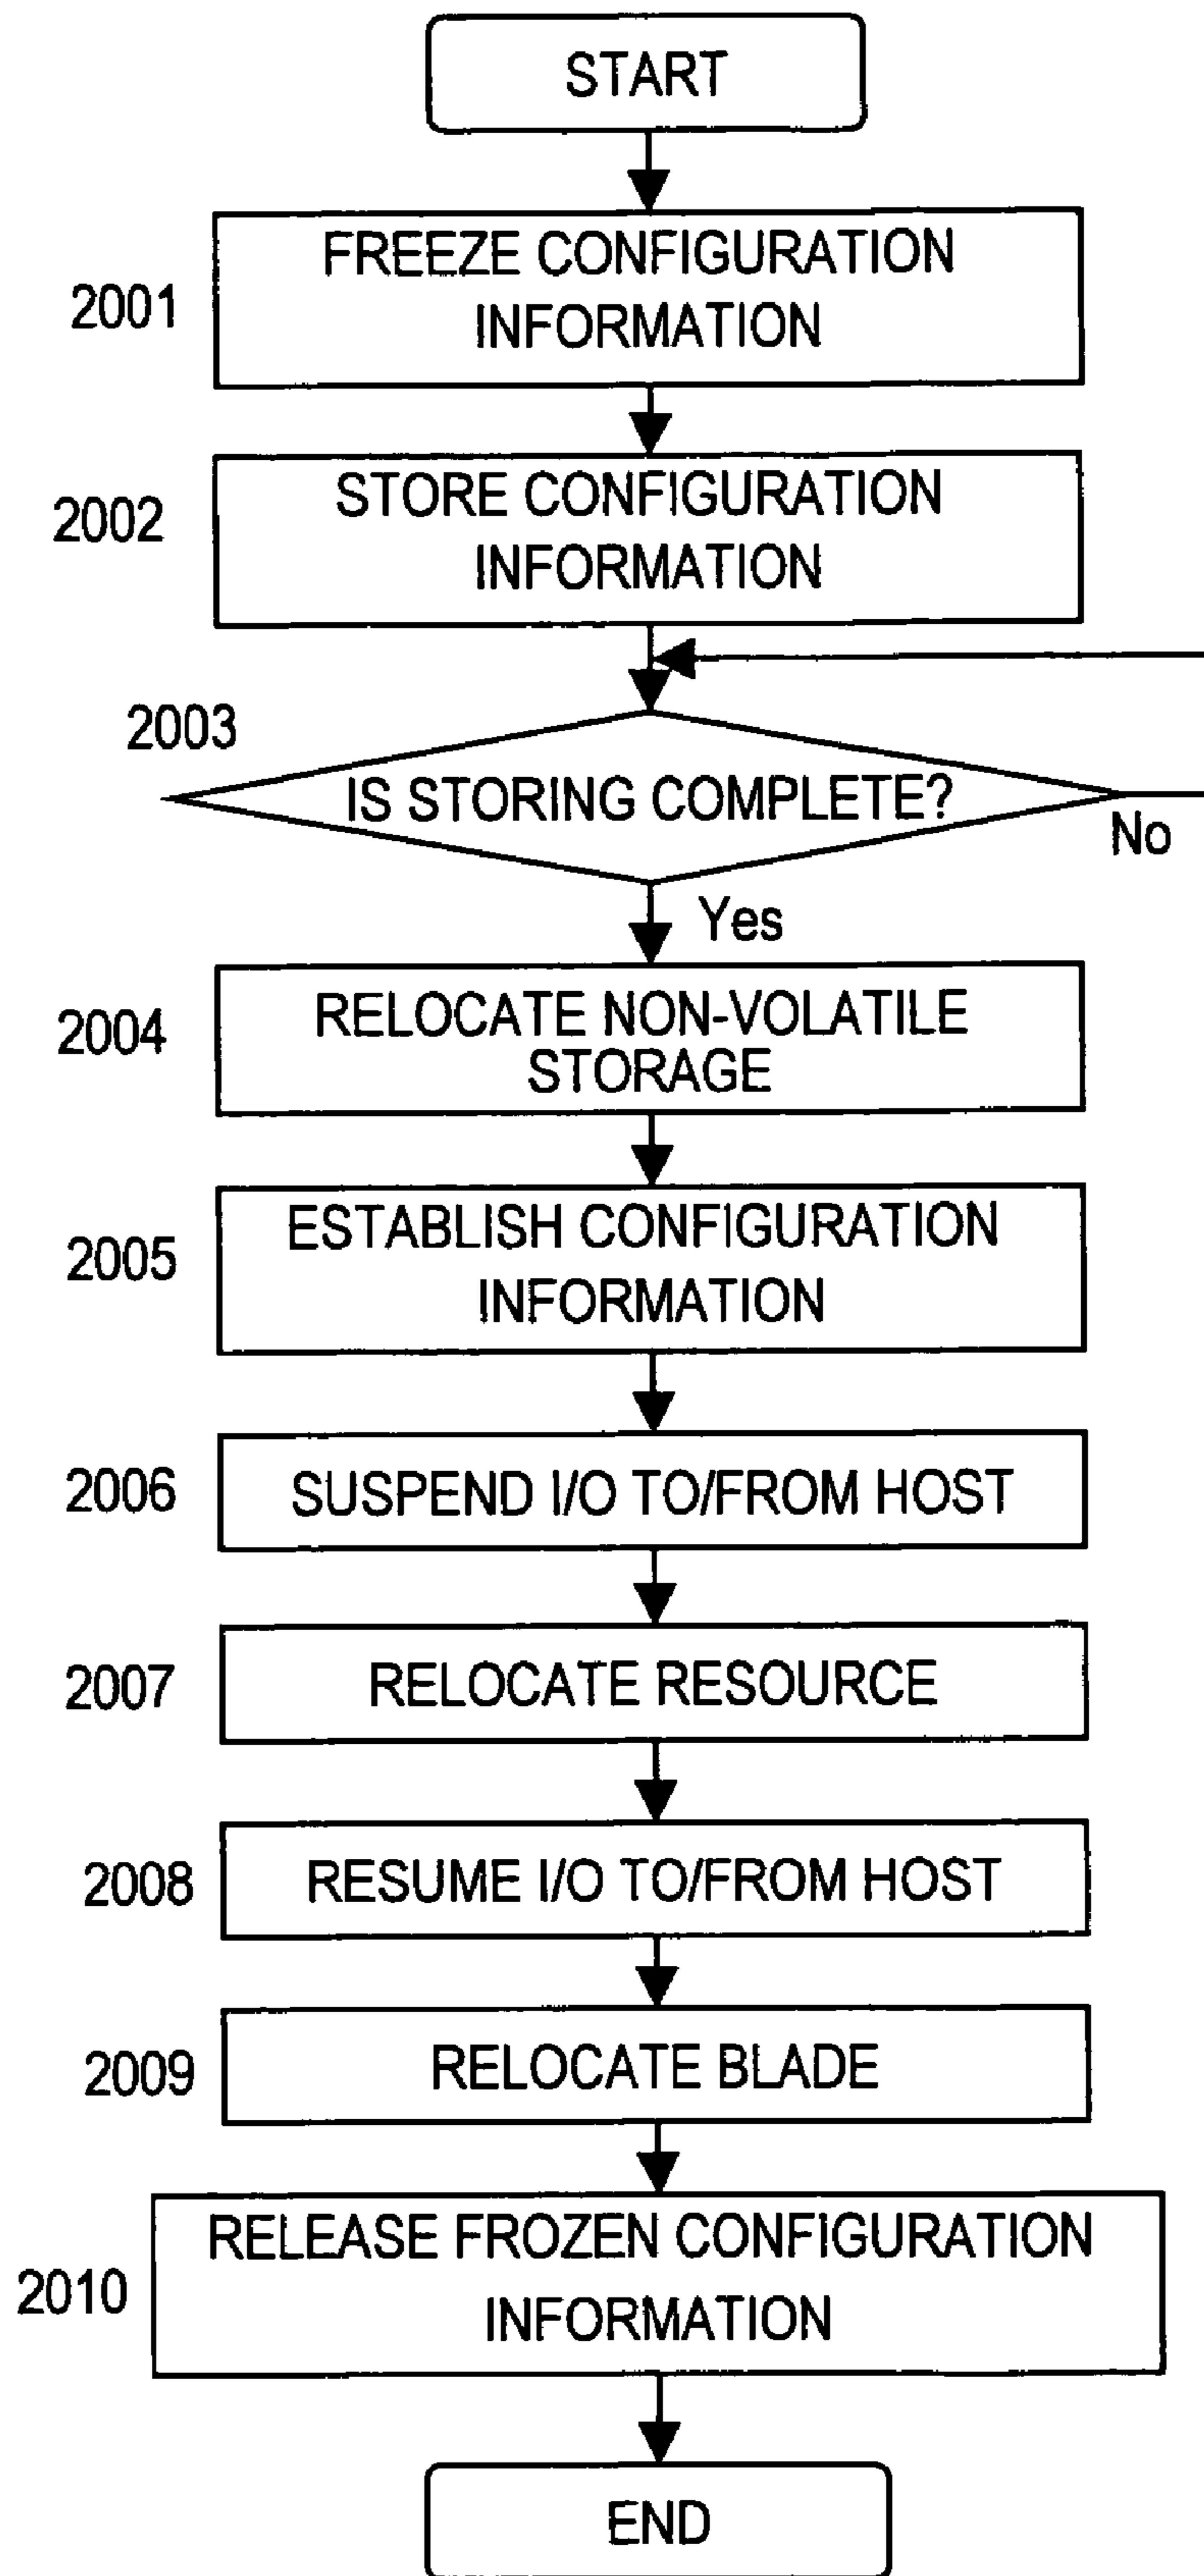 START
2001
FREEZE CONFIGURATION
INFORMATION
2002
STORE CONFIGURATION
INFORMATION
2003
IS STORING COMPLETE?
No
Yes
2004
RELOCATE NON-VOLATILE
STORAGE
2005
ESTABLISH CONFIGURATION
INFORMATION
2006
SUSPEND I/O TO/FROM HOST
2007
RELOCATE RESOURCE
2008
RESUME I/O TO/FROM HOST
2009
RELOCATE BLADE
2010
RELEASE FROZEN CONFIGURATION
INFORMATION
END